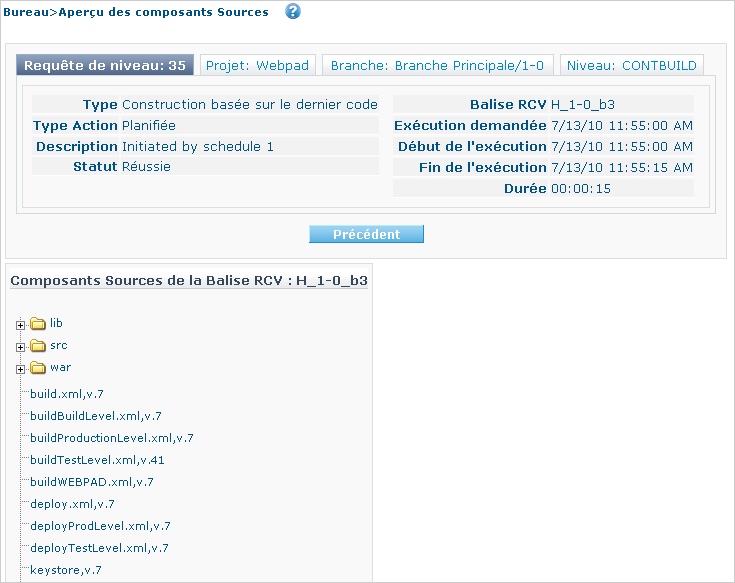 Bureau>Aperçu des composants Sources
Requête de niveau: 35
Projet: Webpad
Branche: Branche Principale/1-0
Niveau: CONTBUILD
Type Construction basée sur le dernier code
Type Action Planifiée
Description Initiated by schedule 1
Statut Réussie
Balise RCV H_1-0_b3
Exécution demandée 7/13/10 11:55:00 AM
Début de l'exécution 7/13/10 11:55:00 AM
Fin de l'exécution 7/13/10 11:55:15 AM
Durée 00:00:15
Précédent
Composants Sources de la Balise RCV : H_1-0_b3
lib
src
war
build.xml,v.7
buildBuildLevel.xml,v.7
buildProductionLevel.xml,v.7
buildTestLevel.xml,v.41
buildWEBPAD.xml,v.7
deploy.xml,v.7
deployProdLevel.xml,v.7
deployTestLevel.xml,v.7
keystore,v.7